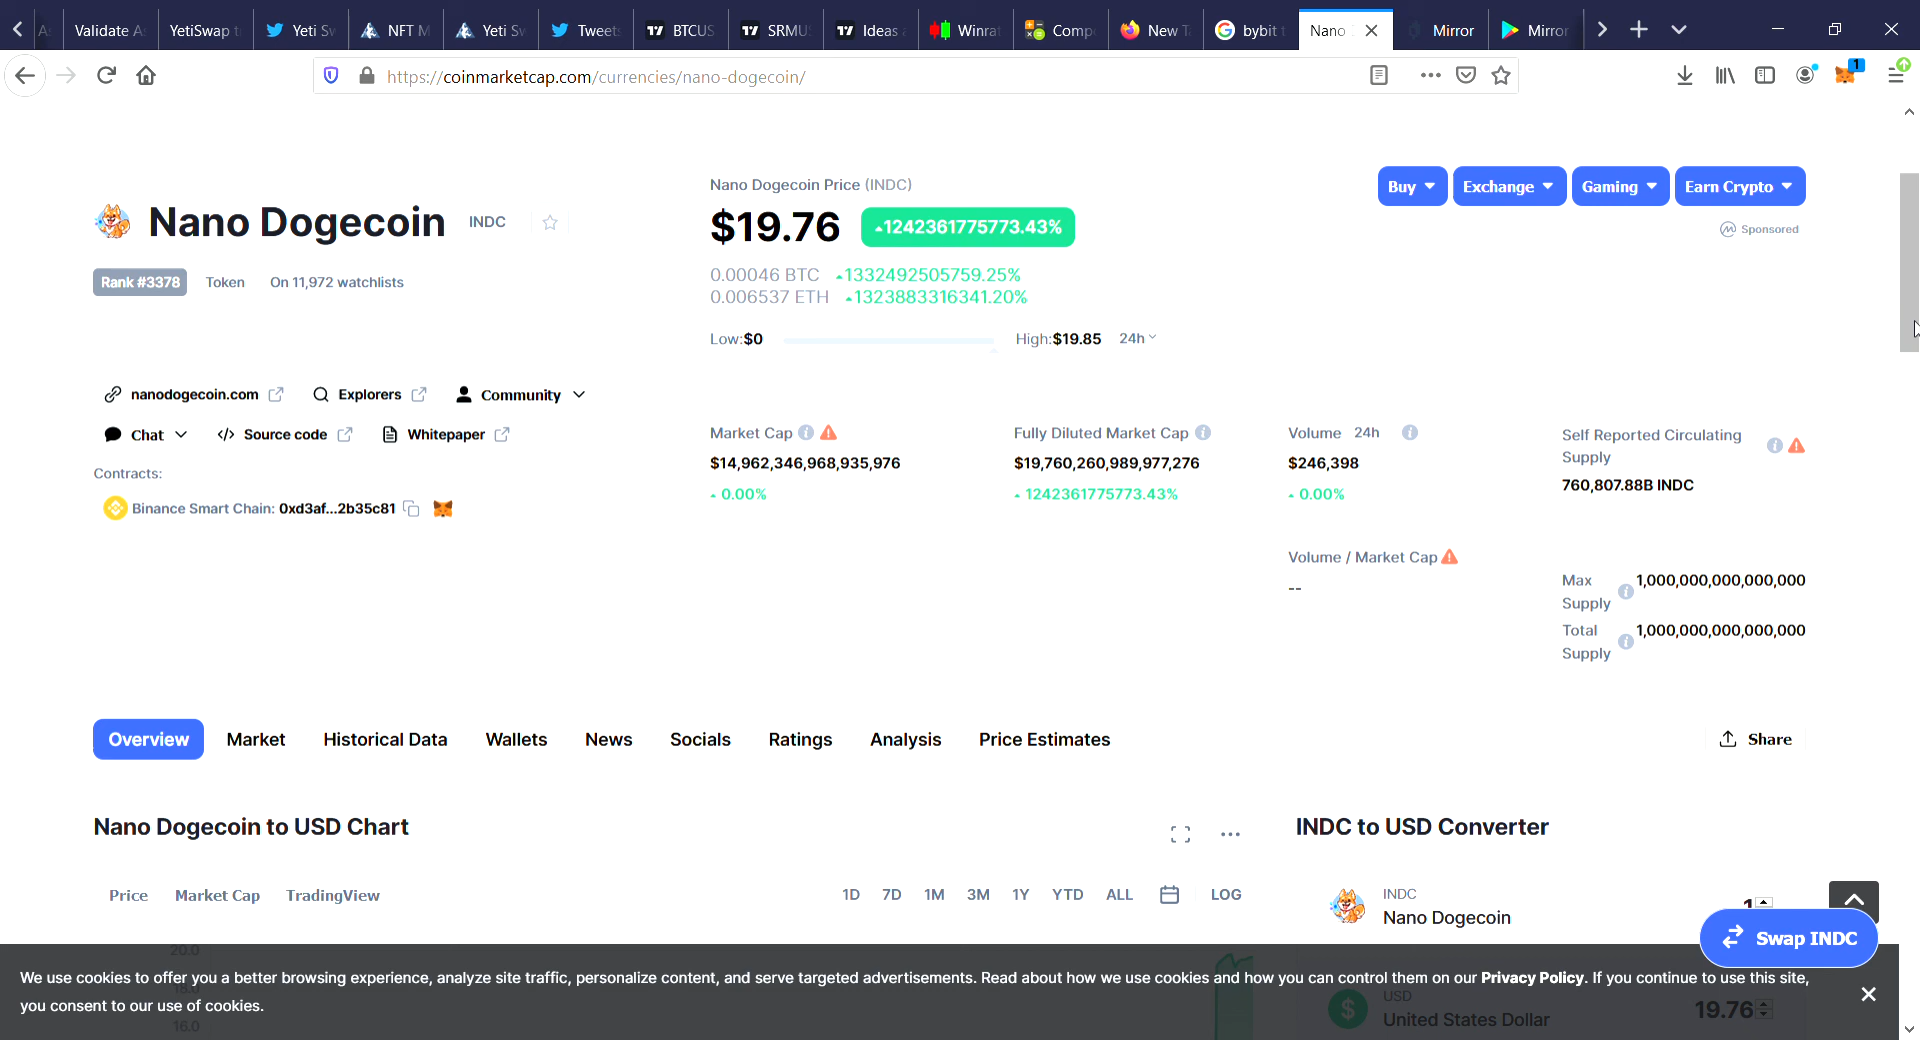 Validate A
YetiSwap t
Yeti Sw
NFT M
Yeti Sw
Tweet
BTCUS
SRMU
Ideas
Winra
Comp
New T
bybit t
Nano
Mirror
Mirror
1
https://coinmarketcap.com/currencies/nano-dogecoin/
Nano Dogecoin
INDC
Rank #3378
Token
On 11,972 watchlists
Nano Dogecoin Price (INDC)
$19.76
1242361775773.43%
0.00046 BTC
1332492505759.25%
0.006537 ETH
1323883316341.20%
Low:$0
High:$19.85
24h
Buy
Exchange
Gaming
Earn Crypto
Sponsored
nanodogecoin.com
Explorers
Community
Chat
Source code
Whitepaper
Contracts:
Binance Smart Chain: 0xd3af...2b35c81
Market Cap
$14,962,346,968,935,976
0.00%
Fully Diluted Market Cap
$19,760,260,989,977,276
1242361775773.43%
Volume 24h
$246,398
0.00%
Volume / Market Cap
--
Self Reported Circulating
Supply
760,807.88B INDC
Max
Supply
1,000,000,000,000,000
Total
Supply
1,000,000,000,000,000
Overview
Market
Historical Data
Wallets
News
Socials
Ratings
Analysis
Price Estimates
Share
Nano Dogecoin to USD Chart
Price
Market Cap
TradingView
1D
7D
1M
3M
1Y
YTD
ALL
LOG
20.0
16.0
INDC to USD Converter
INDC
Nano Dogecoin
1
Swap INDC
USD
United States Dollar
19.76
We use cookies to offer you a better browsing experience, analyze site traffic, personalize content, and serve targeted advertisements. Read about how we use cookies and how you can control them on our Privacy Policy. If you continue to use this site,
you consent to our use of cookies.